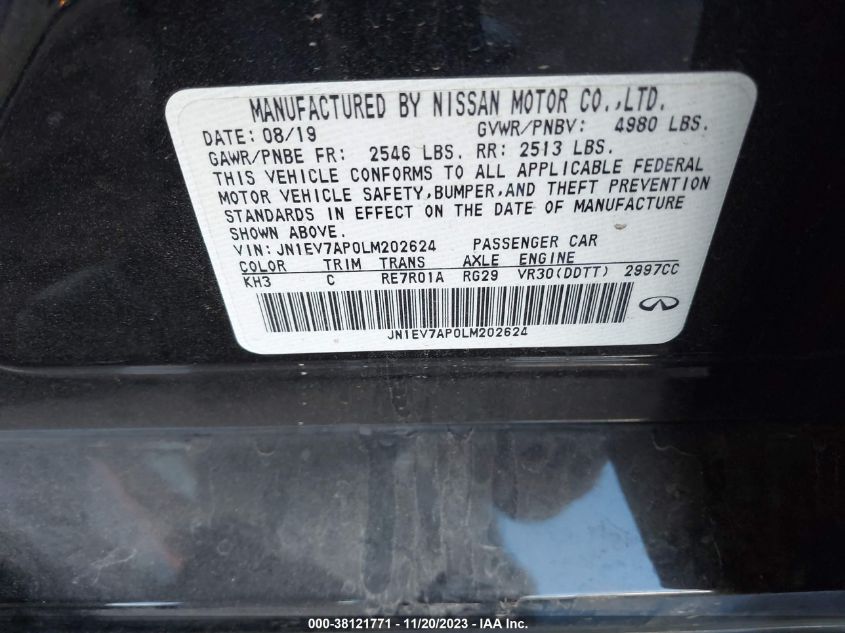 MANUFACTURED BY NISSAN MOTOR CO.,LTD.
DATE: 08/19 GVWR/PNBV: 4980 LBS.
GAWR/PNBE FR: 2546 LBS. RR: 2513 LBS.
THIS VEHICLE CONFORMS TO ALL APPLICABLE FEDERAL
MOTOR VEHICLE SAFETY,BUMPER,AND THEFT PREVENTION
STANDARDS IN EFFECT ON THE DATE OF MANUFACTURE
SHOWN ABOVE.
VIN: JN1EV7AP0LM202624 PASSENGER CAR
COLOR TRIM TRANS AXLE ENGINE
KH3 C RE7R01A RG29 VR30(DDTT) 2997CC
JN1EV7AP0LM202624
000-38121771 - 11/20/2023 - IAA Inc.